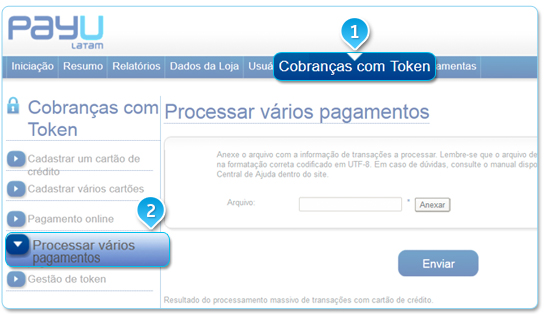 PayU
LATAM
1
Iniciação Resumo Relatórios Dados da Loja Usuá Cobranças com Token amentas
Cobranças com
Token
Cadastrar um cartão de
crédito
Cadastrar vários cartões
Pagamento online
2
Processar vários
pagamentos
Gestão de token
Processar vários pagamentos
Anexe o arquivo com a informação de transações a processar. Lembre-se que o arquivo de
na formatação correta codificado em UTF-8. Em caso de dúvidas, consulte o manual dispo
Central de Ajuda dentro do site.
Arquivo: * Anexar
Enviar
Resultado do processamento massivo de transações com cartão de crédito.